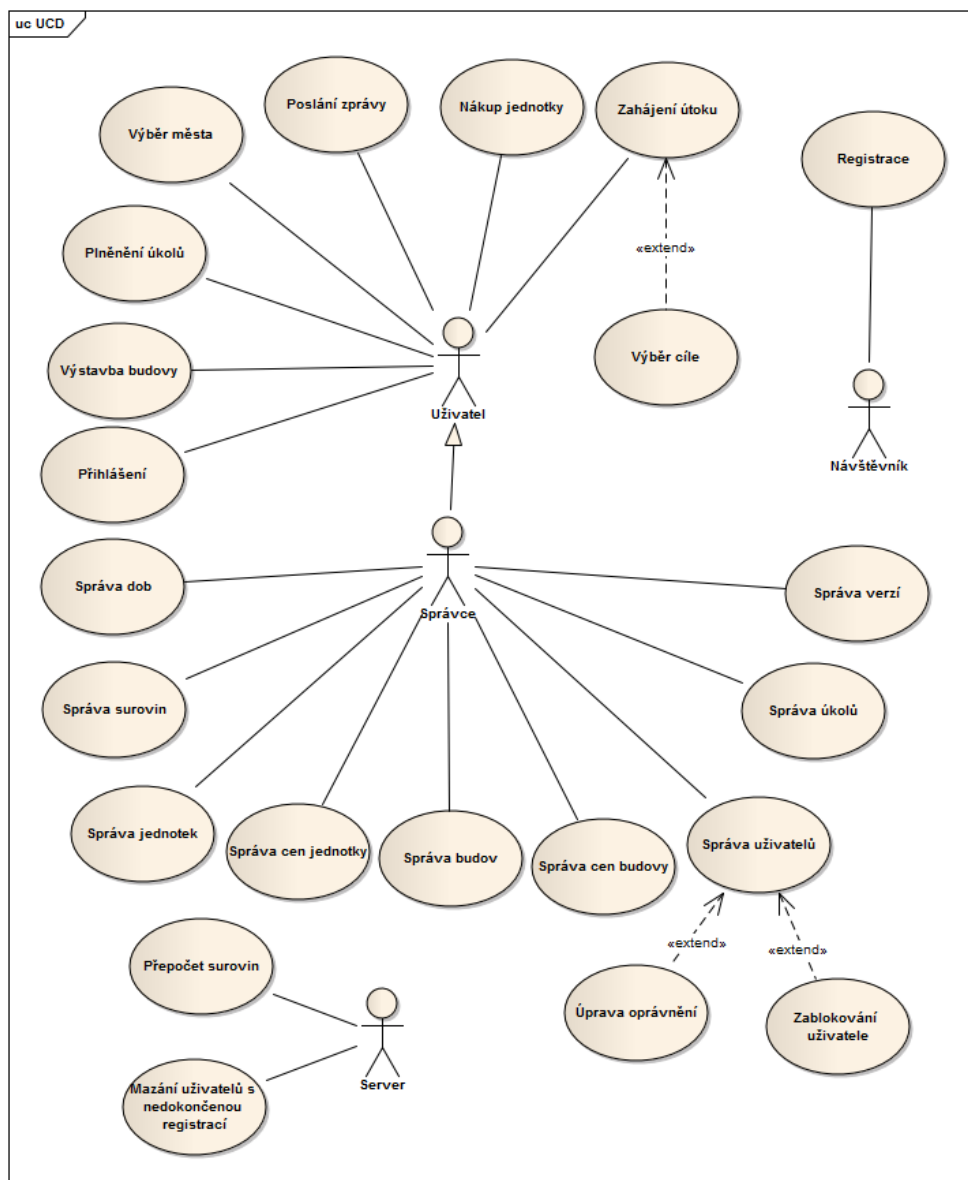 uc UCD
Poslání zprávy
Nákup jednotky
Zahájení útoku
Výběr města
Registrace
Plněnění úkolů
«extend»
Výběr cíle
Výstavba budovy
Uživatel
Návštěvník
Přihlášení
Správa dob
Správa verzí
Správce
Správa surovin
Správa úkolů
Správa jednotek
Správa cen jednotky
Správa budov
Správa cen budovy
Správa uživatelů
«extend»
«extend»
Přepočet surovin
Úprava oprávnění
Zablokování
uživatele
Server
Mazání uživatelů s
nedokončenou
registrací